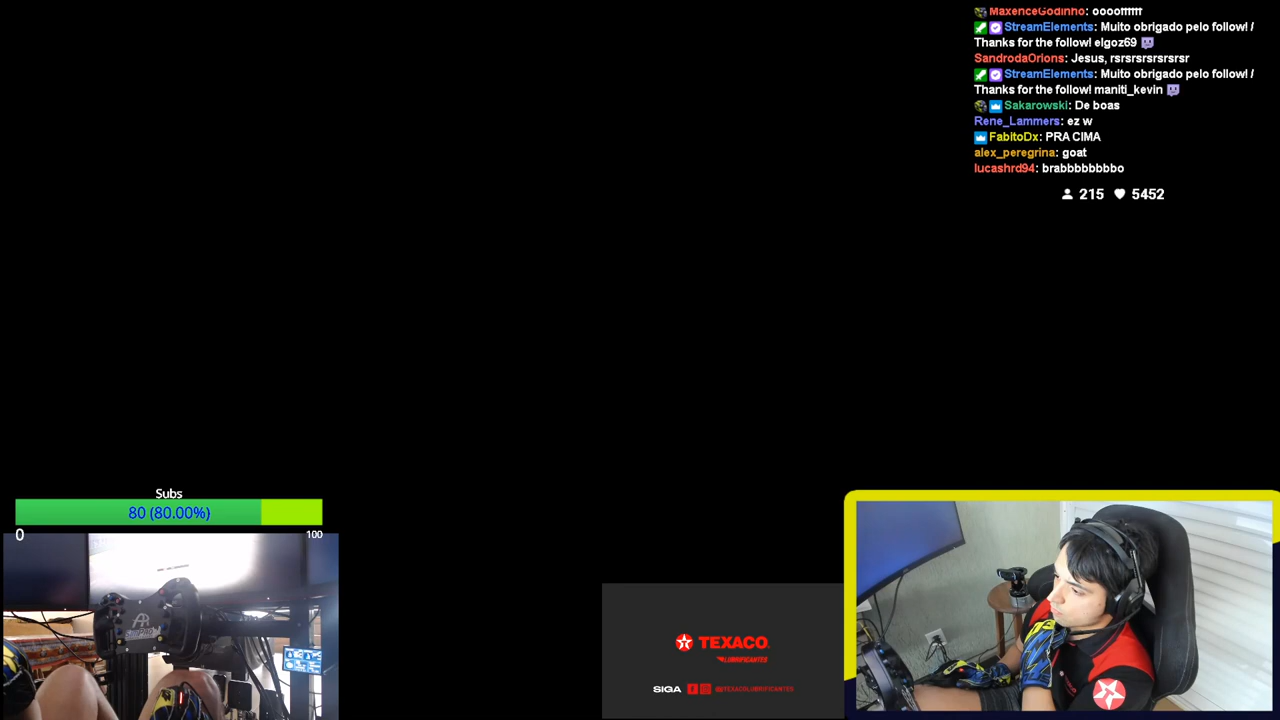 MaxenceGodinho: ooooffffff
StreamElements: Muito obrigado pelo follow! /
Thanks for the follow! elgoz69
SandrodaOrions: Jesus, rsrsrsrsrsrsr
StreamElements: Muito obrigado pelo follow! /
Thanks for the follow! maniti_kevin
Sakarowski: De boas
Rene_Lammers: ez w
FabitoDx: PRA CIMA
alex_peregrina: goat
lucashrd94: brabbbbbbbbo
215 5452
Subs
80 (80.00%)
0 100
TEXACO
LUBRIFICANTES
SIGA @TEXACOLUBRIFICANTES